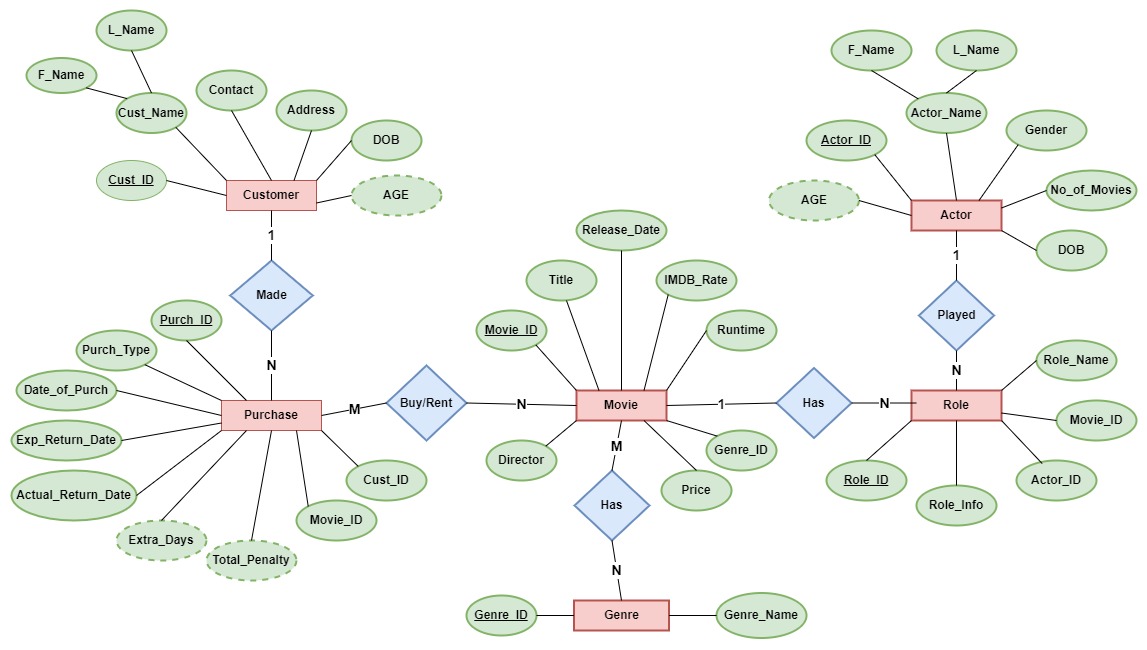 L_Name
F_Name
Cust_Name
Contact
Address
DOB
Cust_ID
Customer
AGE
1
Made
N
F_Name
L_Name
Actor_Name
Actor_ID
Gender
AGE
No_of_Movies
Actor
DOB
1
Played
N
Purch_ID
Purch_Type
Date_of_Purch
Exp_Return_Date
Actual_Return_Date
Extra_Days
Total_Penalty
Movie_ID
Cust_ID
Purchase
M
Buy/Rent
N
Release_Date
Title
IMDB_Rate
Movie_ID
Runtime
Movie
Director
Genre_ID
Price
1
Has
N
Role
Role_Name
Movie_ID
Actor_ID
Role_Info
Role_ID
M
Has
N
Genre_ID
Genre
Genre_Name